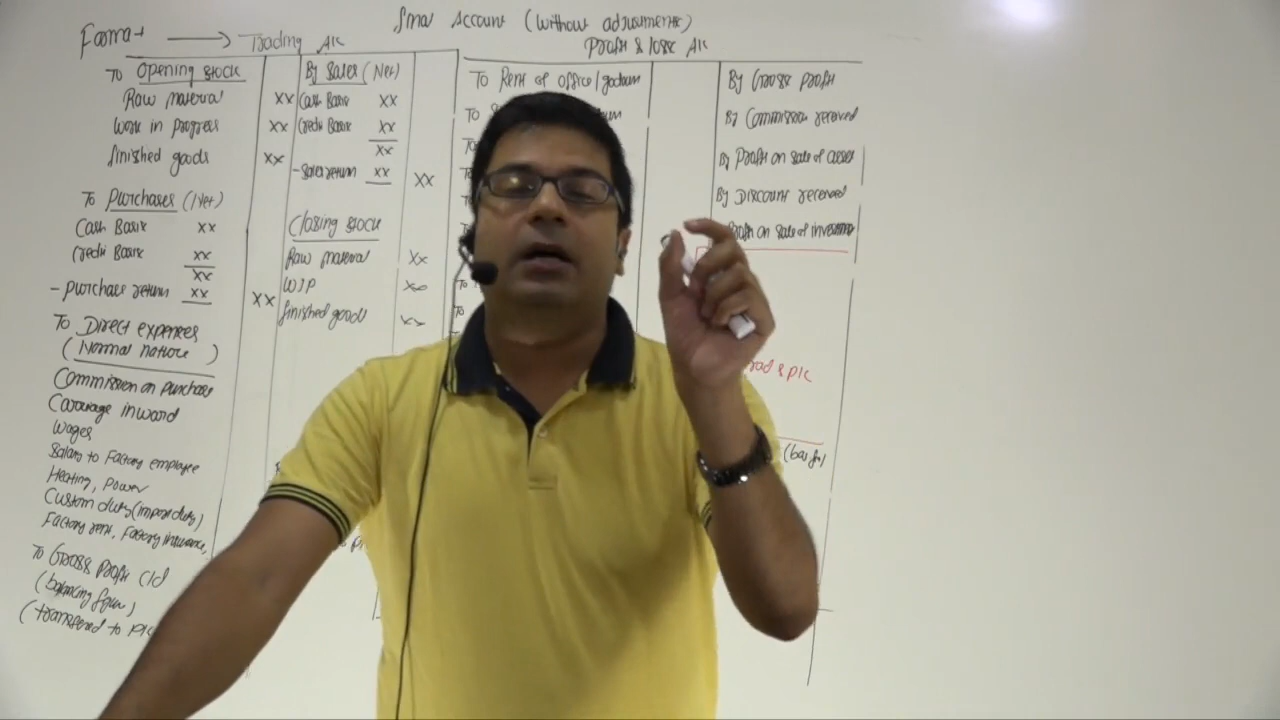 Format → Trading A/c
Final Account (without adjustments)
Profit & loss A/c
To Opening stock
Raw material xx
Work in progress xx
finished goods xx
To Purchases (Net)
Cash Basis xx
Credit Basis xx
xx
- purchase return xx xx
To Direct expenses
(Normal nature)
Commission on purchase
Carriage inward
Wages
Salary to Factory employee
Heating, Power
Custom duty (import duty)
Factory rent, Factory insurance,
To Gross Profit c/d
(balancing figure)
(transfered to P/L
By Sales (Net)
Cash Basis xx
Credit Basis xx
xx
- Sales return xx xx
Closing stock
Raw material xx
WIP xx
finished goods xx
To Rent of office/godown
To
To
To
By Gross profit
By Commission received
By Profit on sale of asset
By Discount received
Profit on sale of investment
(bal fig)